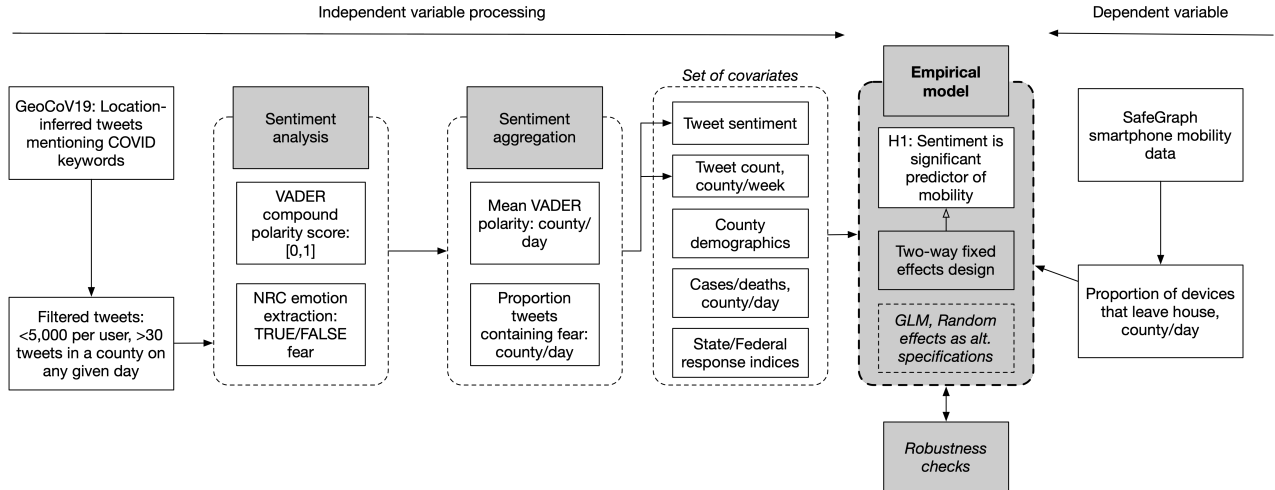 Independent variable processing
Dependent variable
GeoCoV19: Location-
inferred tweets
mentioning COVID
keywords
Filtered tweets:
<5,000 per user, >30
tweets in a county on
any given day
Sentiment
analysis
VADER
compound
polarity score:
[0,1]
NRC emotion
extraction:
TRUE/FALSE
fear
Sentiment
aggregation
Mean VADER
polarity: county/
day
Proportion
tweets
containing fear:
county/day
Set of covariates
Tweet sentiment
Tweet count,
county/week
County
demographics
Cases/deaths,
county/day
State/Federal
response indices
Empirical
model
H1: Sentiment is
significant
predictor of
mobility
Two-way fixed
effects design
GLM, Random
effects as alt.
specifications
Robustness
checks
SafeGraph
smartphone mobility
data
Proportion of devices
that leave house,
county/day